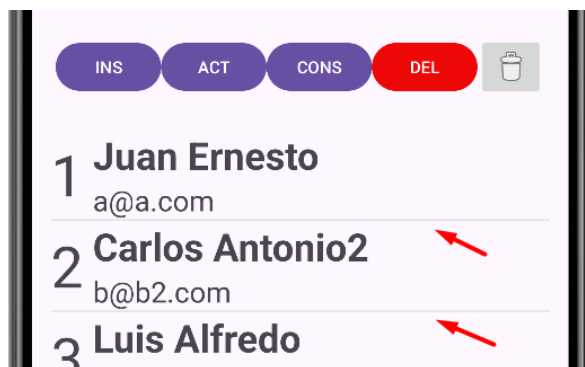 INS ACT CONS DEL
1 Juan Ernesto
a@a.com
2 Carlos Antonio2
b@b2.com
3 Luis Alfredo